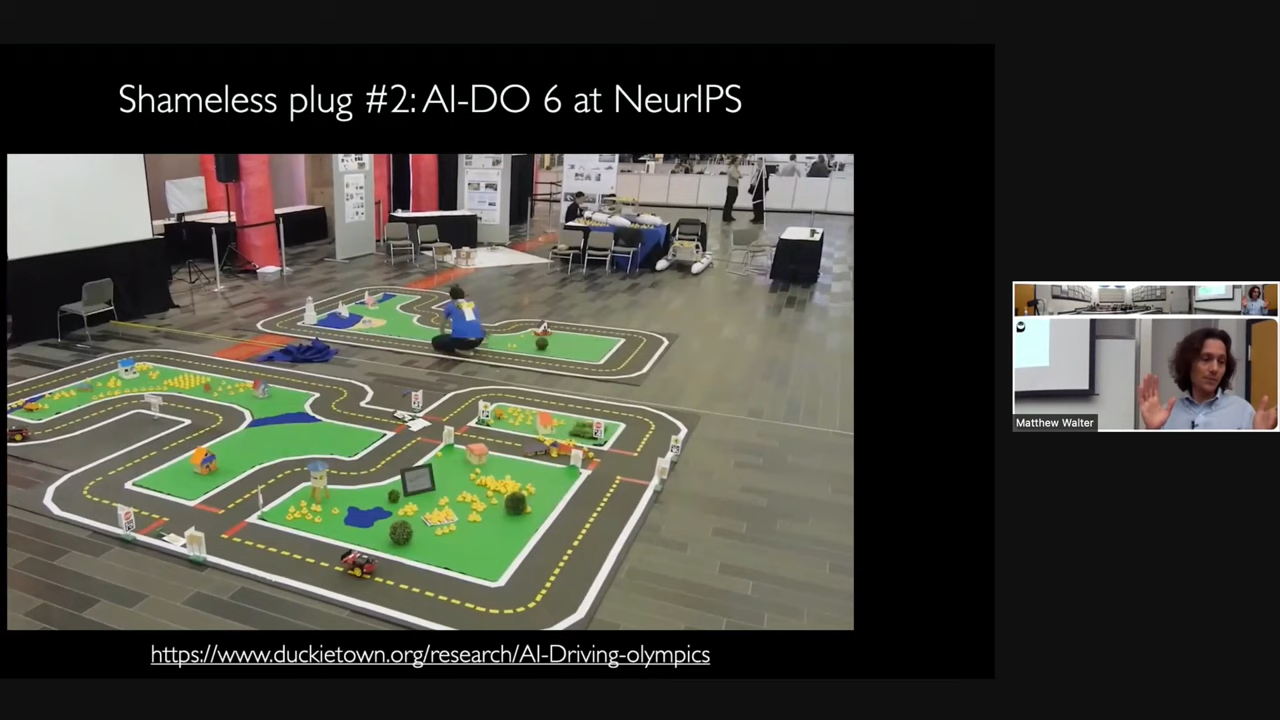 Shameless plug #2: AI-DO 6 at NeurIPS
https://www.duckietown.org/research/AI-Driving-olympics
Matthew Walter